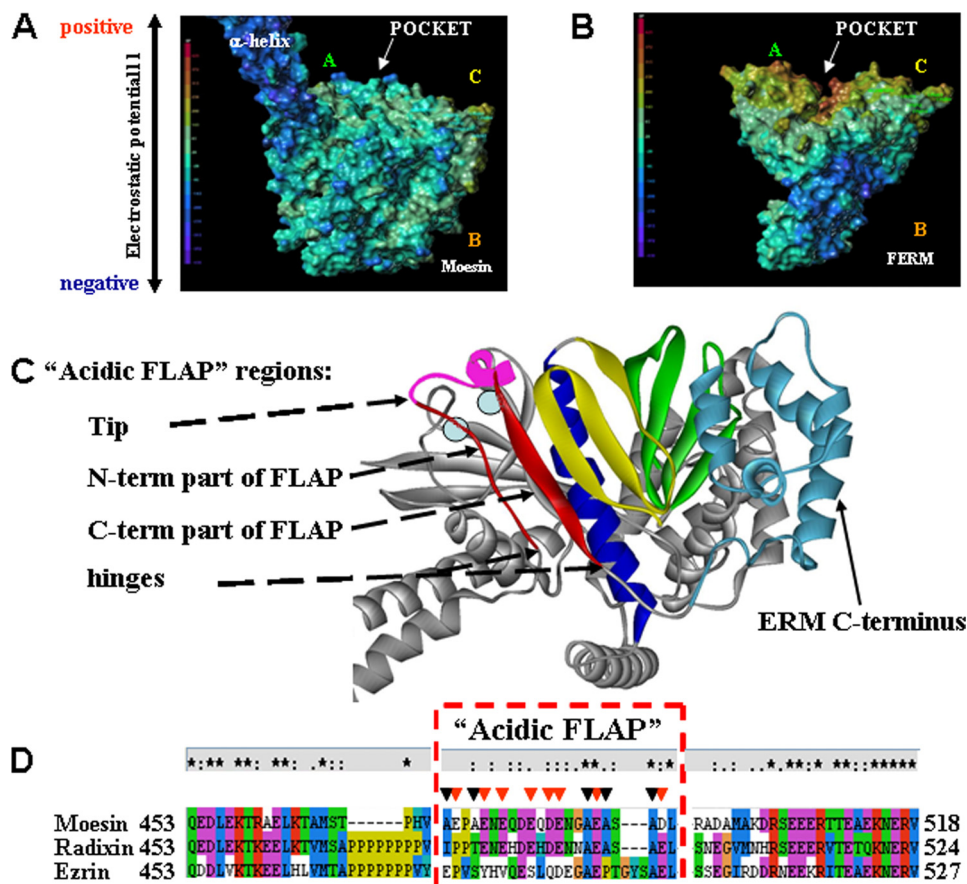 A
positive
α-helix
A
POCKET
C
Electrostatic potential l
B
Moesin
negative
B
POCKET
A
C
B
FERM
C "Acidic FLAP" regions:
Tip
N-term part of FLAP
C-term part of FLAP
hinges
ERM C-terminus
"Acidic FLAP"
D
Moesin 453 QEDLEKTRAELKTAMST------PHV AEPAENEQDEQDENGAEAS---ADL RADAMAKDRSEEERTTEAEKNERV 518
Radixin 453 QEDLEKTKEELKTVMSAPPPPPPPPV IPPTENEHDEHDENNAEAS---AEL SNEGVMNHRSEEERVTETQKNERV 524
Ezrin 453 QDDLVKTKEELHLVMTAPPPPPPPVY EPVSYHVQESLQDEGAEPTGYSAEL SSEGIRDDRNEEKRITEAEKNERV 527